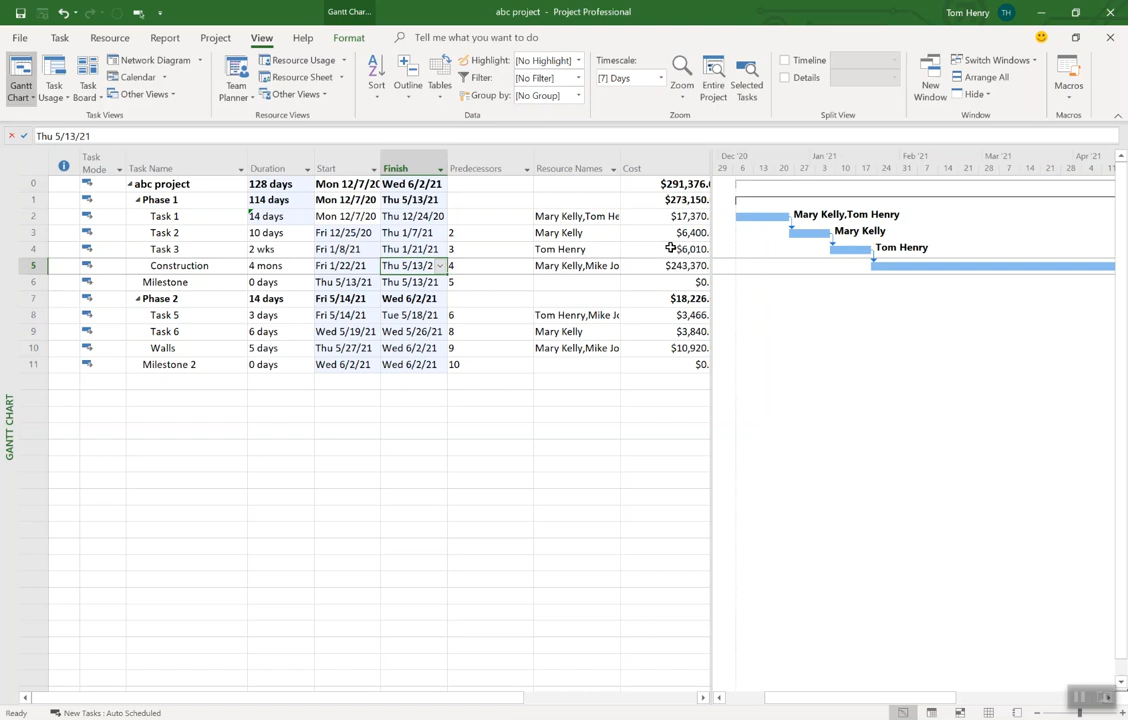 Gantt Char...
abc project - Project Professional
Tom Henry TH
File Task Resource Report Project View Help Format Tell me what you want to do
Gantt Chart
Task Usage
Task Board
Network Diagram
Calendar
Other Views
Task Views
Team Planner
Resource Usage
Resource Sheet
Other Views
Resource Views
Sort
Outline
Tables
Highlight: [No Highlight]
Filter: [No Filter]
Group by: [No Group]
Data
Timescale:
[7] Days
Zoom
Entire Project
Selected Tasks
Zoom
Timeline
Details
Split View
New Window
Switch Windows
Arrange All
Hide
Window
Macros
Macros
Thu 5/13/21
Task Mode Task Name Duration Start Finish Predecessors Resource Names Cost
Dec '20 Jan '21 Feb '21 Mar '21 Apr '21
29 6 13 20 27 3 10 17 24 31 7 14 21 28 7 14 21 28 4 11
0 abc project 128 days Mon 12/7/20 Wed 6/2/21 $291,376.
1 Phase 1 114 days Mon 12/7/20 Thu 5/13/21 $273,150.
2 Task 1 14 days Mon 12/7/20 Thu 12/24/20 Mary Kelly,Tom He $17,370. Mary Kelly,Tom Henry
3 Task 2 10 days Fri 12/25/20 Thu 1/7/21 2 Mary Kelly $6,400. Mary Kelly
4 Task 3 2 wks Fri 1/8/21 Thu 1/21/21 3 Tom Henry $6,010. Tom Henry
5 Construction 4 mons Fri 1/22/21 Thu 5/13/2 4 Mary Kelly,Mike Jo $243,370.
6 Milestone 0 days Thu 5/13/21 Thu 5/13/21 5 $0.
7 Phase 2 14 days Fri 5/14/21 Wed 6/2/21 $18,226.
8 Task 5 3 days Fri 5/14/21 Tue 5/18/21 6 Tom Henry,Mike J $3,466.
9 Task 6 6 days Wed 5/19/21 Wed 5/26/21 8 Mary Kelly $3,840.
10 Walls 5 days Thu 5/27/21 Wed 6/2/21 9 Mary Kelly,Mike Jo $10,920.
11 Milestone 2 0 days Wed 6/2/21 Wed 6/2/21 10 $0.
GANTT CHART
Ready New Tasks : Auto Scheduled